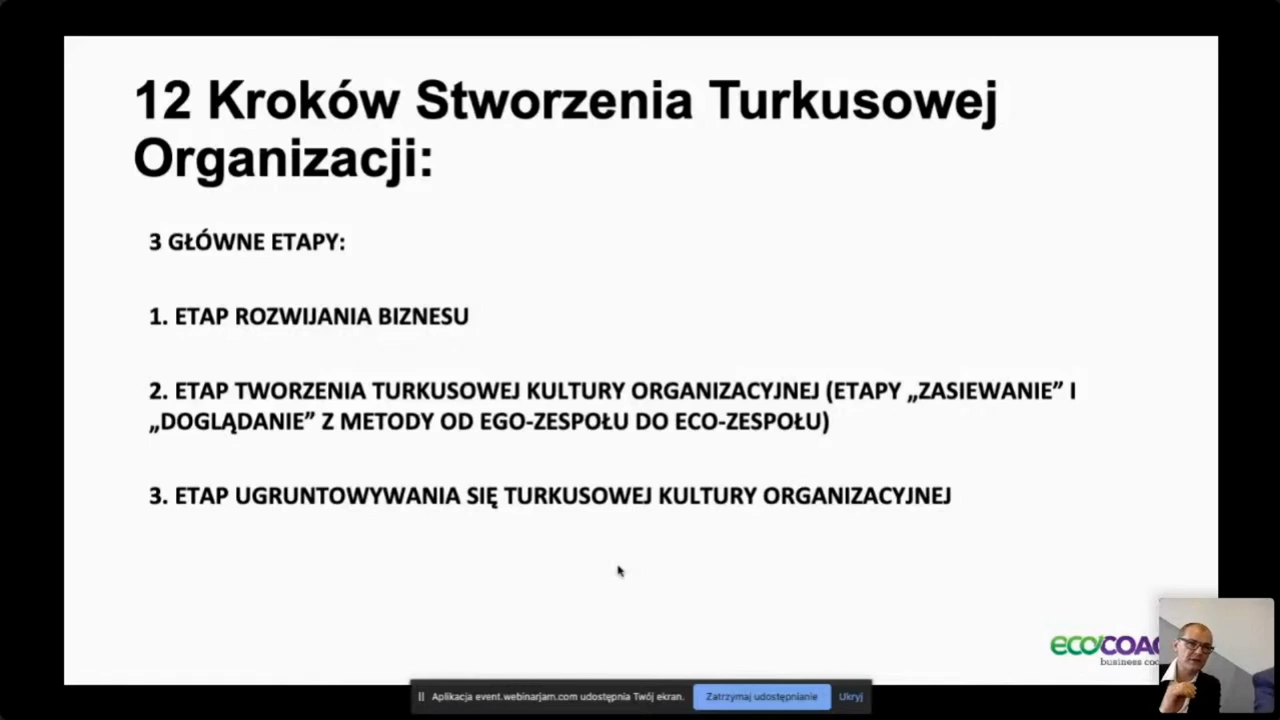 12 Kroków Stworzenia Turkusowej
Organizacji:
3 GŁÓWNE ETAPY:
1. ETAP ROZWIJANIA BIZNESU
2. ETAP TWORZENIA TURKUSOWEJ KULTURY ORGANIZACYJNEJ (ETAPY „ZASIEWANIE” I
„DOGLĄDANIE” Z METODY OD EGO-ZESPOŁU DO ECO-ZESPOŁU)
3. ETAP UGRUNTOWYWANIA SIĘ TURKUSOWEJ KULTURY ORGANIZACYJNEJ
business
Aplikacja event.webinarjam.com udostępnia Twój ekran. Zatrzymaj udostępnianie Ukryj